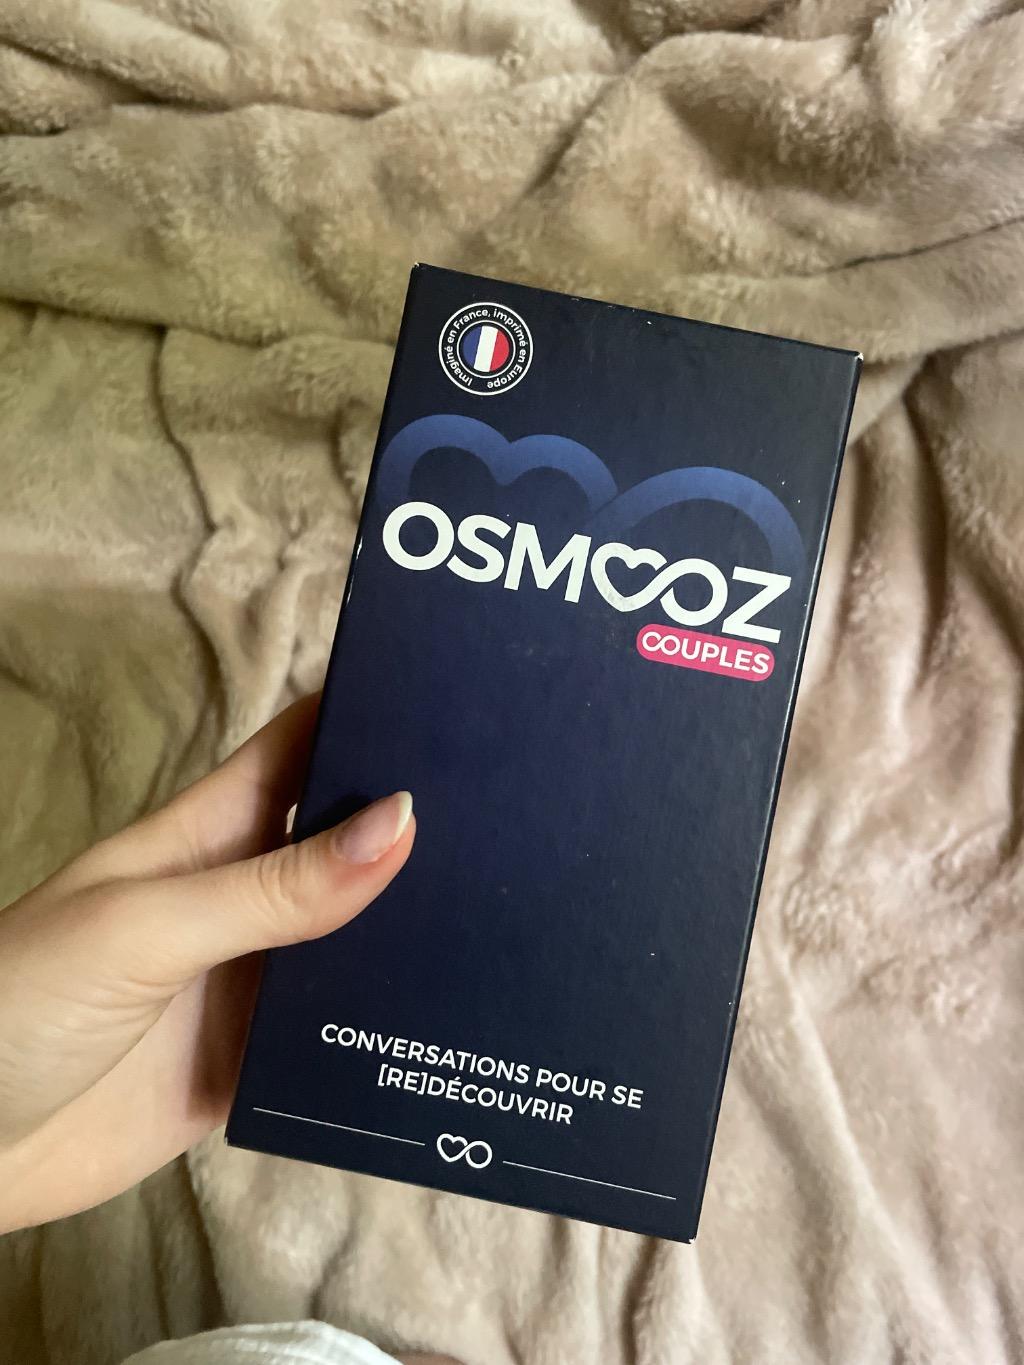 Imaginé en France, imprimé en Europe
OSMOOZ
COUPLES
CONVERSATIONS POUR SE
[RE]DÉCOUVRIR